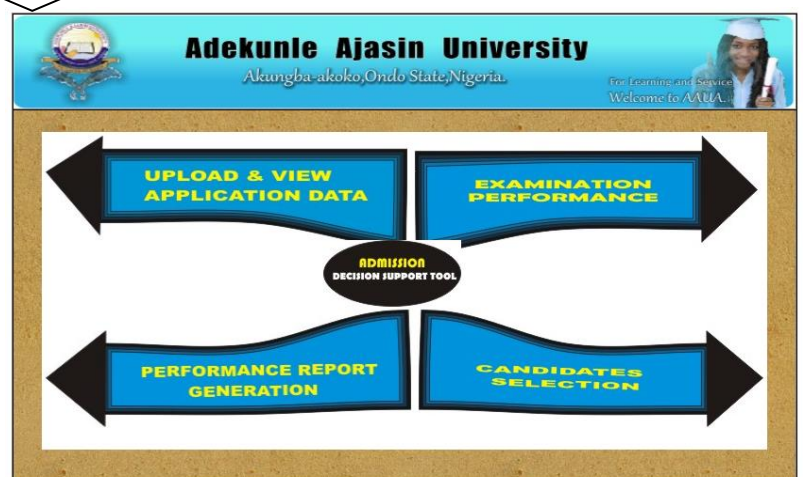 Adekunle Ajasin University
Akungba-akoko,Ondo State,Nigeria.
For Learning and Service
Welcome to AAUA.
UPLOAD & VIEW
APPLICATION DATA
EXAMINATION
PERFORMANCE
ADMISSION
DECISION SUPPORT TOOL
PERFORMANCE REPORT
GENERATION
CANDIDATES
SELECTION